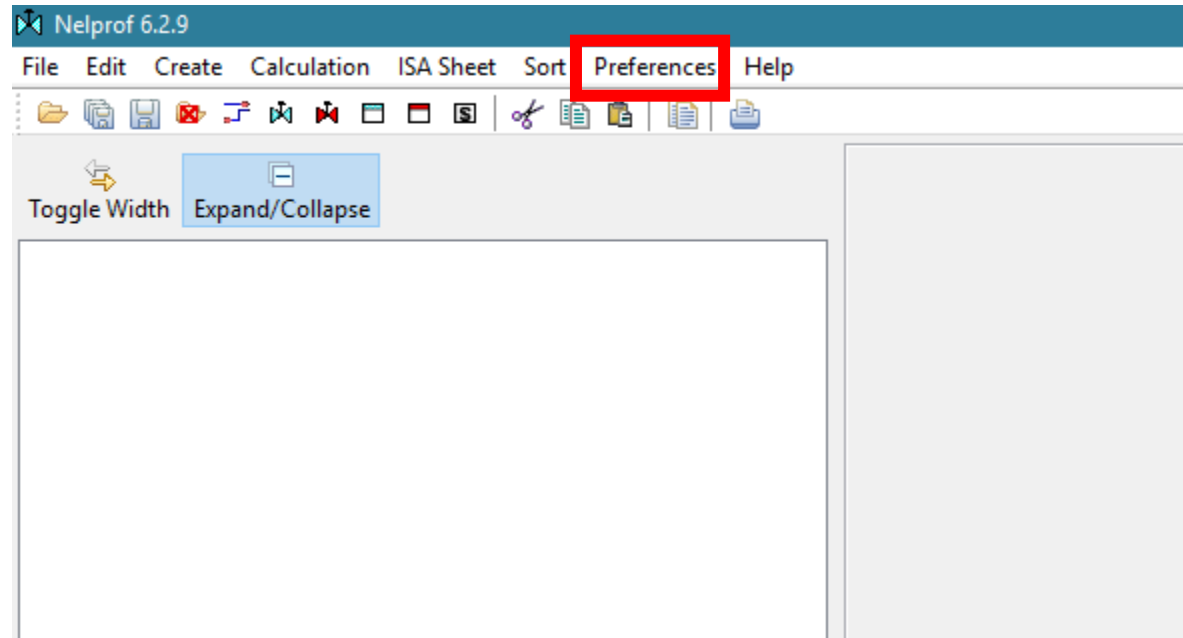 Nelprof 6.2.9
File Edit Create Calculation ISA Sheet Sort Preferences Help
S
Toggle Width Expand/Collapse